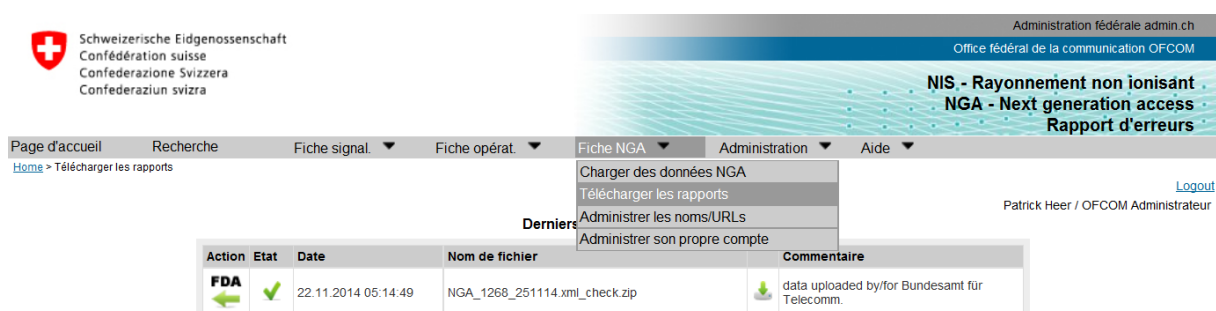 Schweizerische Eidgenossenschaft
Confédération suisse
Confederazione Svizzera
Confederaziun svizra
Administration fédérale admin.ch
Office fédéral de la communication OFCOM
NIS - Rayonnement non ionisant
NGA - Next generation access
Rapport d'erreurs
Page d'accueil Recherche Fiche signal. Fiche opérat. Fiche NGA Administration Aide
Home > Télécharger les rapports
Charger des données NGA
Télécharger les rapports
Administrer les noms/URLs
Administrer son propre compte
Logout
Patrick Heer / OFCOM Administrateur
Derniers
Action Etat Date Nom de fichier Commentaire
FDA 22.11.2014 05:14:49 NGA_1268_251114.xml_check.zip data uploaded by/for Bundesamt für
Telecomm.